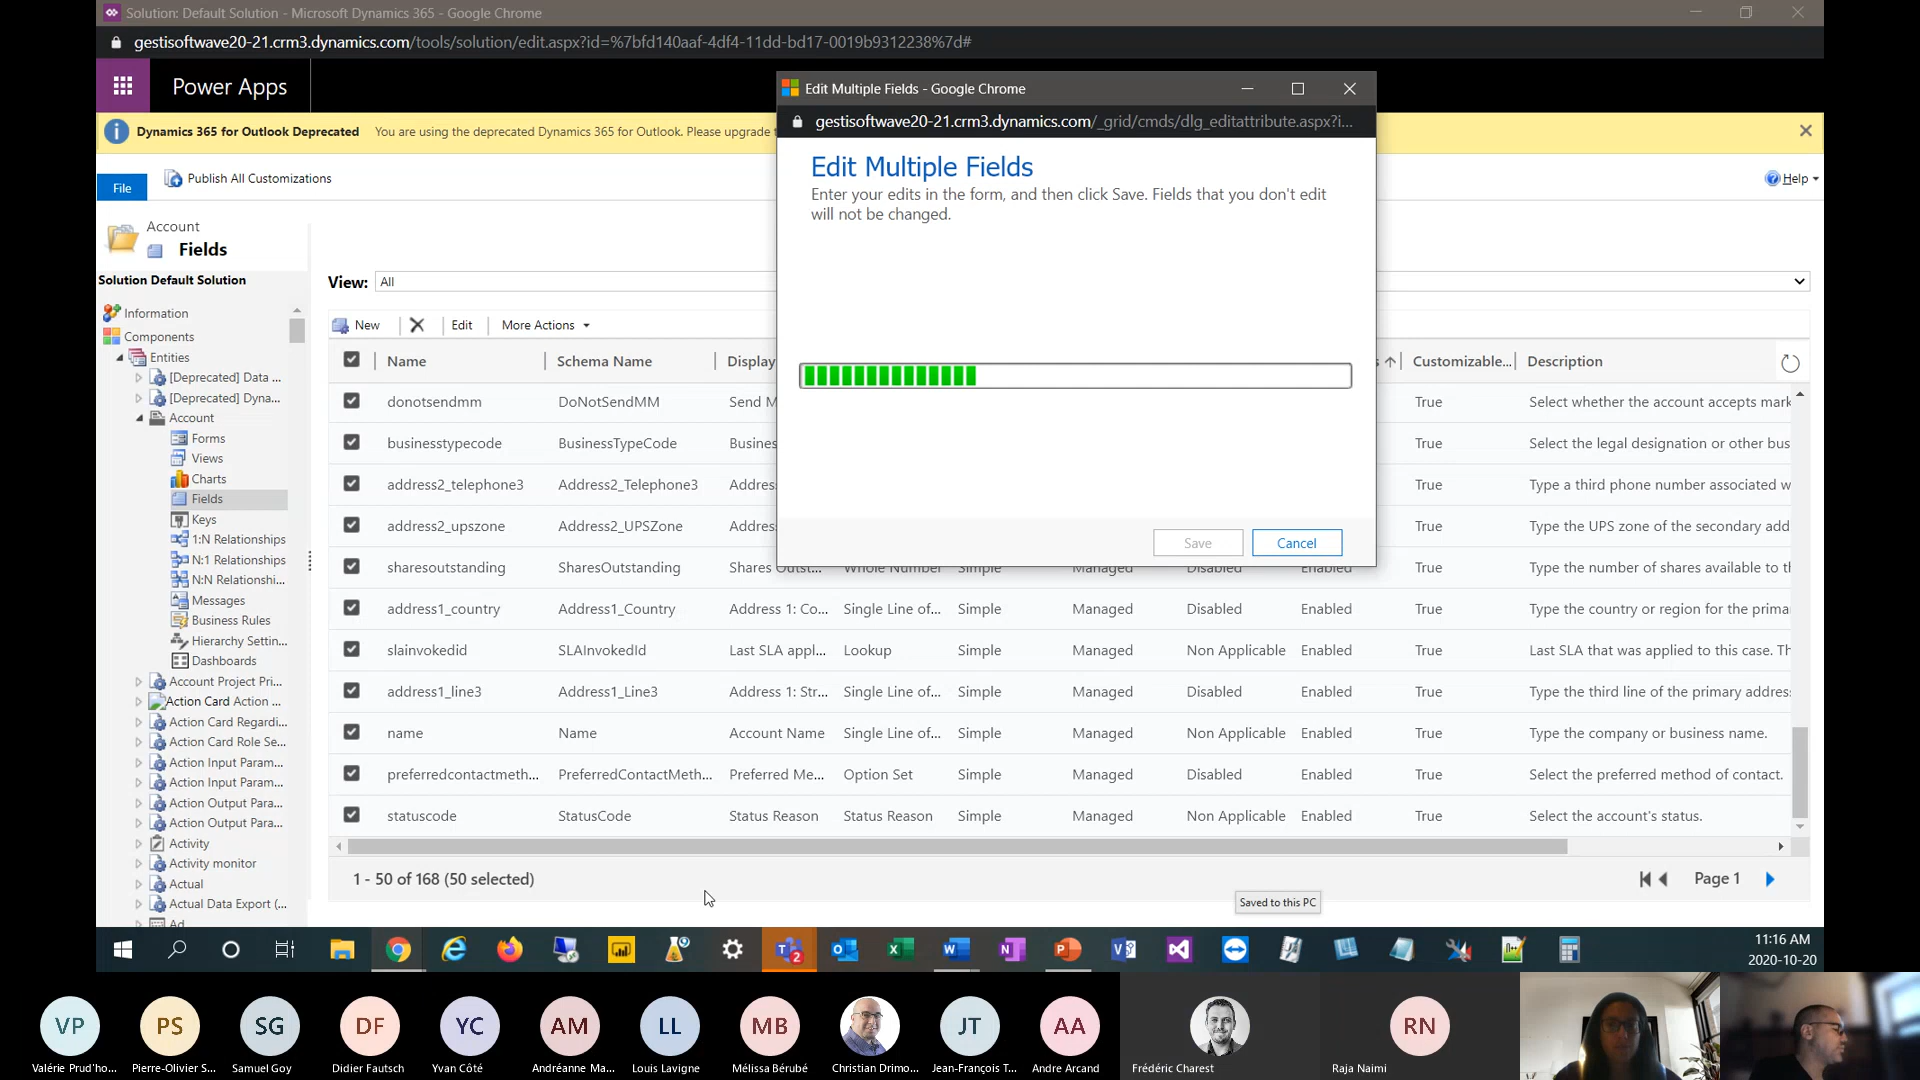 Solution: Default Solution - Microsoft Dynamics 365 - Google Chrome
gestisoftwave20-21.crm3.dynamics.com/tools/solution/edit.aspx?id=%7bfd140aaf-4df4-11dd-bd17-0019b9312238%7d#
Power Apps
Dynamics 365 for Outlook Deprecated You are using the deprecated Dynamics 365 for Outlook. Please upgrade t
File
Publish All Customizations
Help
Account
Fields
Solution Default Solution
Information
Components
Entities
[Deprecated] Data ...
[Deprecated] Dyna...
Account
Forms
Views
Charts
Fields
Keys
1:N Relationships
N:1 Relationships
N:N Relationshi...
Messages
Business Rules
Hierarchy Settin...
Dashboards
Account Project Pri...
Action Card Action ...
Action Card Regardi...
Action Card Role Se...
Action Input Param...
Action Input Param...
Action Output Para...
Action Output Para...
Activity
Activity monitor
Actual
Actual Data Export (...
Ad
View: All
New Edit More Actions
Name Schema Name Display s Customizable... Description
donotsendmm DoNotSendMM Send M True Select whether the account accepts mark
businesstypecode BusinessTypeCode Busines True Select the legal designation or other bus
address2_telephone3 Address2_Telephone3 Addres True Type a third phone number associated w
address2_upszone Address2_UPSZone Addres True Type the UPS zone of the secondary add
sharesoutstanding SharesOutstanding Shares Outst... Whole Number Simple Managed Disabled Enabled True Type the number of shares available to th
address1_country Address1_Country Address 1: Co... Single Line of... Simple Managed Disabled Enabled True Type the country or region for the prima
slainvokedid SLAInvokedId Last SLA appl... Lookup Simple Managed Non Applicable Enabled True Last SLA that was applied to this case. Th
address1_line3 Address1_Line3 Address 1: Str... Single Line of... Simple Managed Disabled Enabled True Type the third line of the primary addres
name Name Account Name Single Line of... Simple Managed Non Applicable Enabled True Type the company or business name.
preferredcontactmeth... PreferredContactMeth... Preferred Me... Option Set Simple Managed Disabled Enabled True Select the preferred method of contact.
statuscode StatusCode Status Reason Status Reason Simple Managed Non Applicable Enabled True Select the account's status.
1 - 50 of 168 (50 selected)
Page 1
Saved to this PC
Edit Multiple Fields - Google Chrome
gestisoftwave20-21.crm3.dynamics.com/_grid/cmds/dlg_editattribute.aspx?i...
Edit Multiple Fields
Enter your edits in the form, and then click Save. Fields that you don't edit
will not be changed.
Save Cancel
2
11:16 AM
2020-10-20
VP PS SG DF YC AM LL MB JT AA RN
Valérie Prud'ho... Pierre-Olivier S... Samuel Goy Didier Fautsch Yvan Côté Andréanne Ma... Louis Lavigne Mélissa Bérubé Christian Drimo... Jean-François T... Andre Arcand Frédéric Charest Raja Naimi